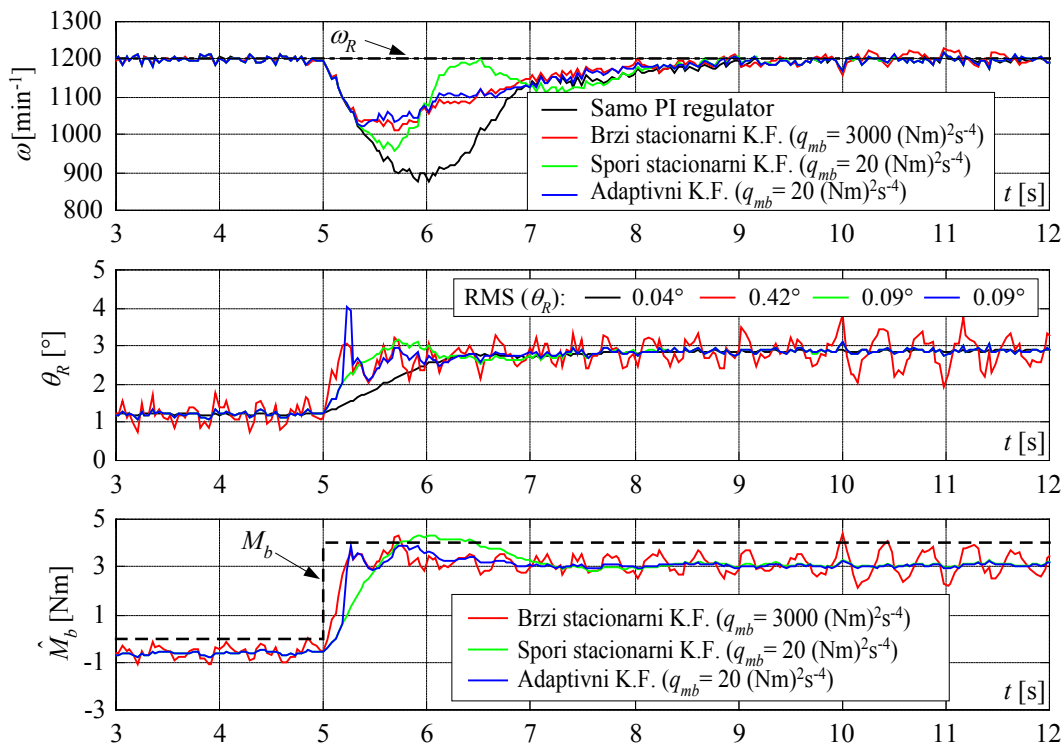 1300
1200
1100
1000
900
800
ω [min-1]
ωR
Samo PI regulator
Brzi stacionarni K.F. (qmb= 3000 (Nm)2s-4)
Spori stacionarni K.F. (qmb= 20 (Nm)2s-4)
Adaptivni K.F. (qmb= 20 (Nm)2s-4)
t [s]
3 4 5 6 7 8 9 10 11 12
5
4
3
2
1
0
θR [°]
RMS (θR): 0.04° 0.42° 0.09° 0.09°
t [s]
3 4 5 6 7 8 9 10 11 12
5
3
1
-1
-3
M̂b [Nm]
Mb
Brzi stacionarni K.F. (qmb= 3000 (Nm)2s-4)
Spori stacionarni K.F. (qmb= 20 (Nm)2s-4)
Adaptivni K.F. (qmb= 20 (Nm)2s-4)
t [s]
3 4 5 6 7 8 9 10 11 12